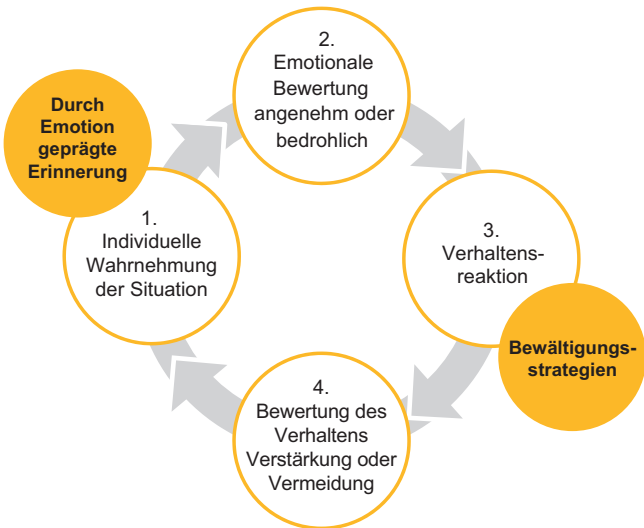 Durch
Emotion
geprägte
Erinnerung
1.
Individuelle
Wahrnehmung
der Situation
2.
Emotionale
Bewertung
angenehm oder
bedrohlich
3.
Verhaltens-
reaktion
Bewältigungs-
strategien
4.
Bewertung des
Verhaltens
Verstärkung oder
Vermeidung